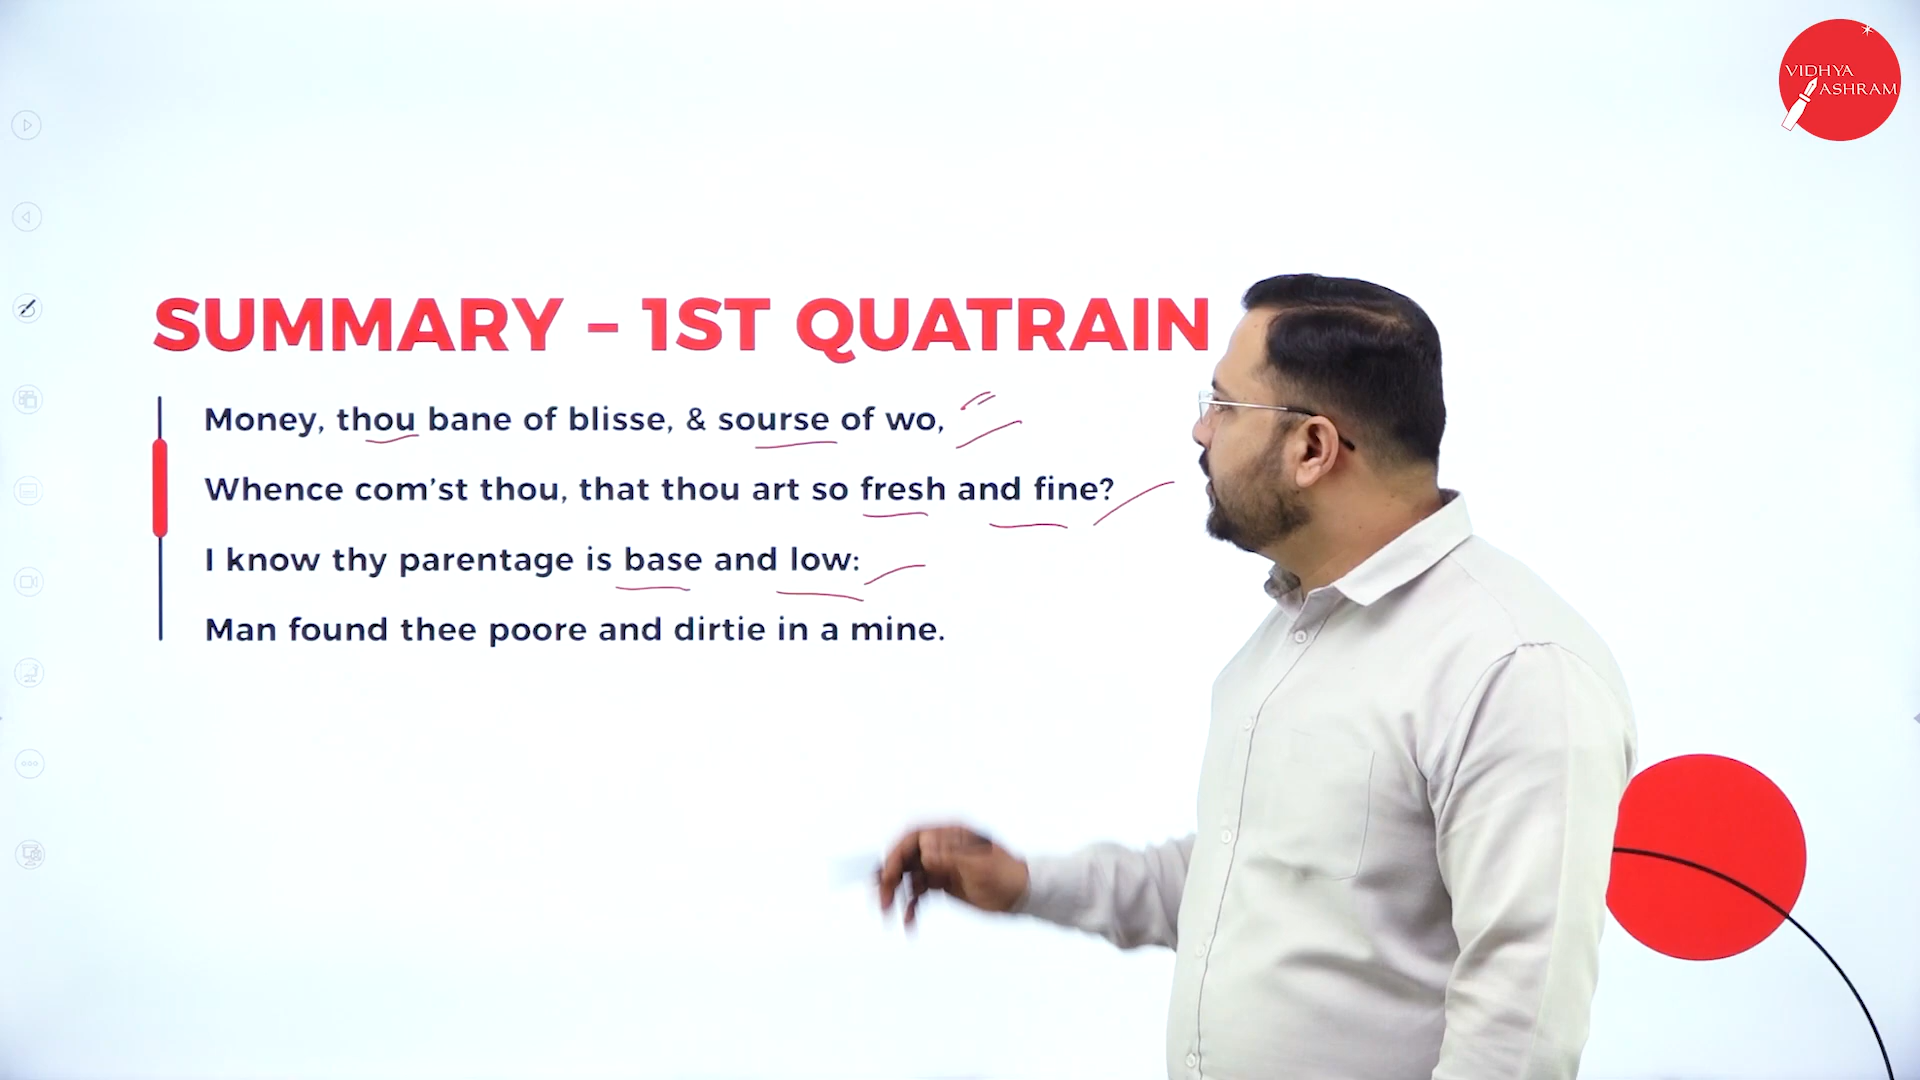 VIDHYA
ASHRAM
SUMMARY – 1ST QUATRAIN
Money, thou bane of blisse, & sourse of wo,
Whence com’st thou, that thou art so fresh and fine?
I know thy parentage is base and low:
Man found thee poore and dirtie in a mine.